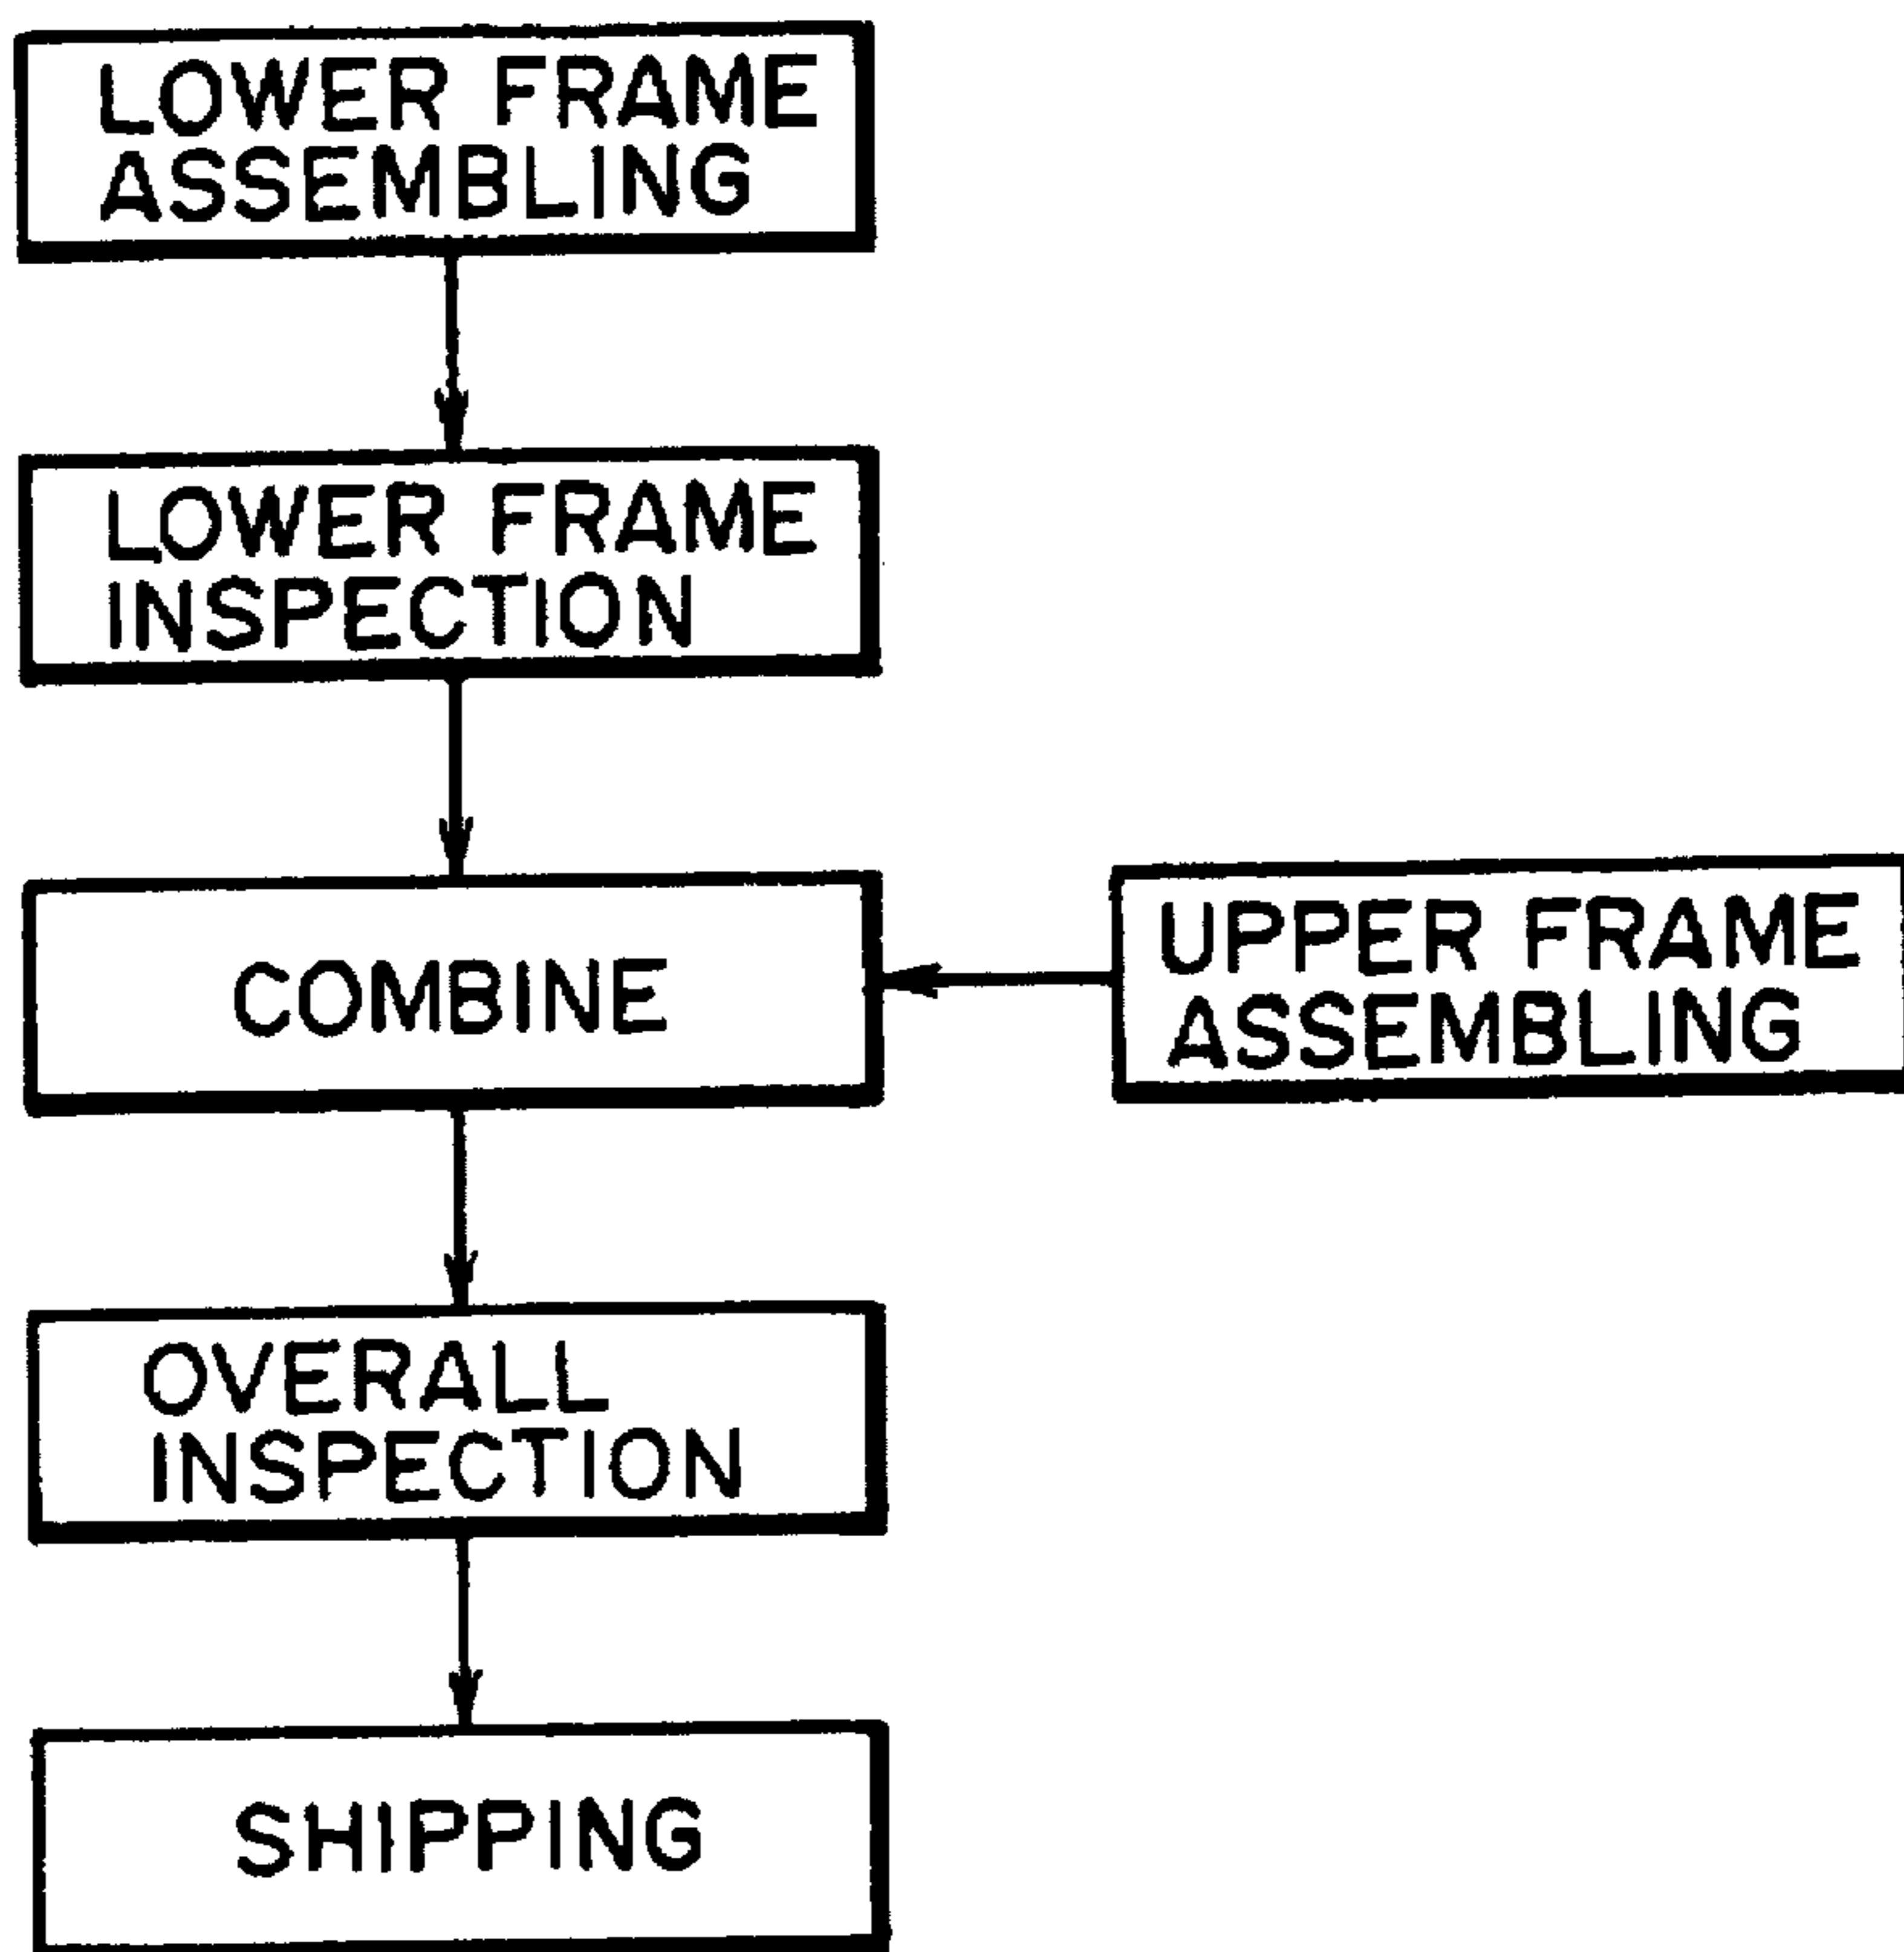 LOWER FRAME
ASSEMBLING
LOWER FRAME
INSPECTION
COMBINE
UPPER FRAME
ASSEMBLING
OVERALL
INSPECTION
SHIPPING